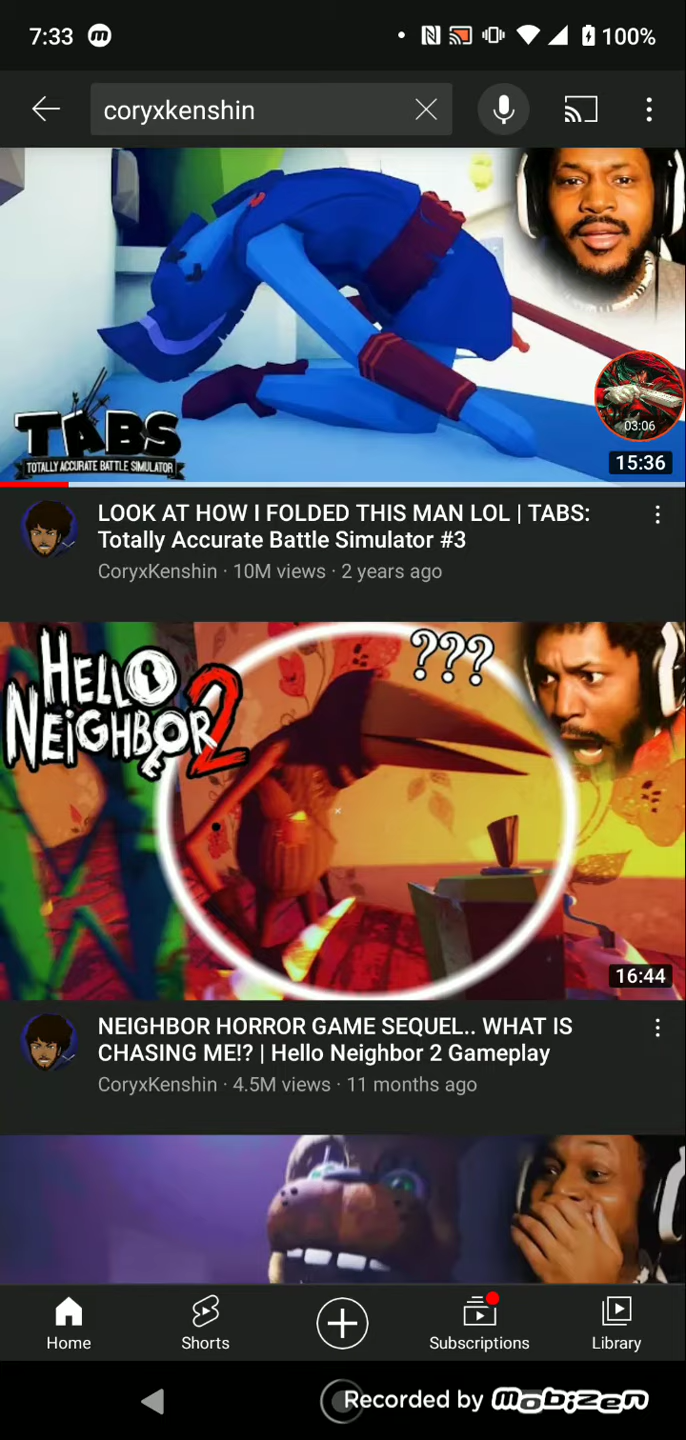 7:33
100%
coryxkenshin
TABS
TOTALLY ACCURATE BATTLE SIMULATOR
03:06
15:36
LOOK AT HOW I FOLDED THIS MAN LOL | TABS:
Totally Accurate Battle Simulator #3
CoryxKenshin · 10M views · 2 years ago
HELLO
NEiGHBOR 2
???
16:44
NEIGHBOR HORROR GAME SEQUEL.. WHAT IS
CHASING ME!? | Hello Neighbor 2 Gameplay
CoryxKenshin · 4.5M views · 11 months ago
Home
Shorts
Subscriptions
Library
Recorded by mobizen